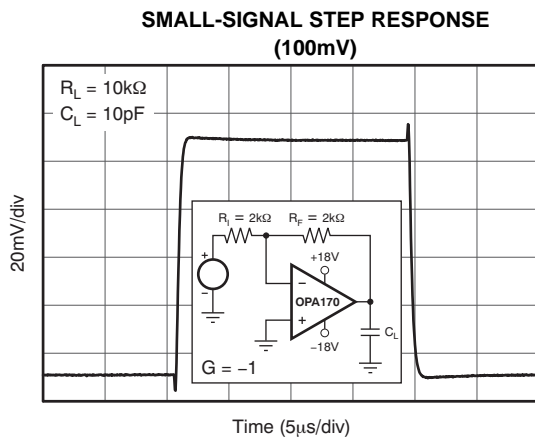 SMALL-SIGNAL STEP RESPONSE
(100mV)
R_L = 10kΩ
C_L = 10pF
20mV/div
R_I = 2kΩ
R_F = 2kΩ
+
−
+18V
−
OPA170
+
−18V
C_L
G = −1
Time (5μs/div)